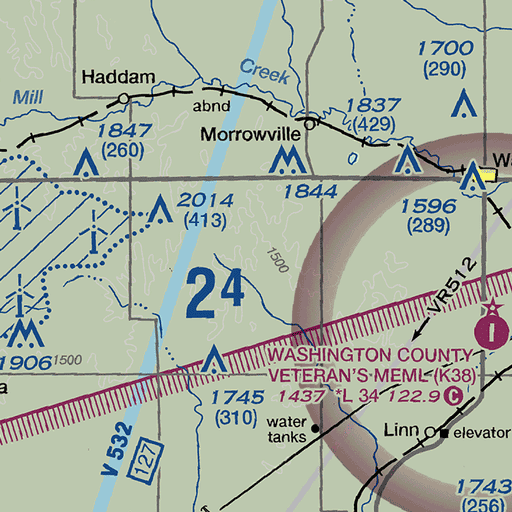 Haddam
Creek
1700
(290)
Mill
abnd
1837
(429)
Morrowville
1847
(260)
Wa
1844
2014
(413)
1596
(289)
1500
24
VR512
1906
1500
a
WASHINGTON COUNTY
VETERAN'S MEML (K38)
1437 *L 34 122.9 C
1745
(310)
water
tanks
Linn
elevator
V 532
127
1743
(256)